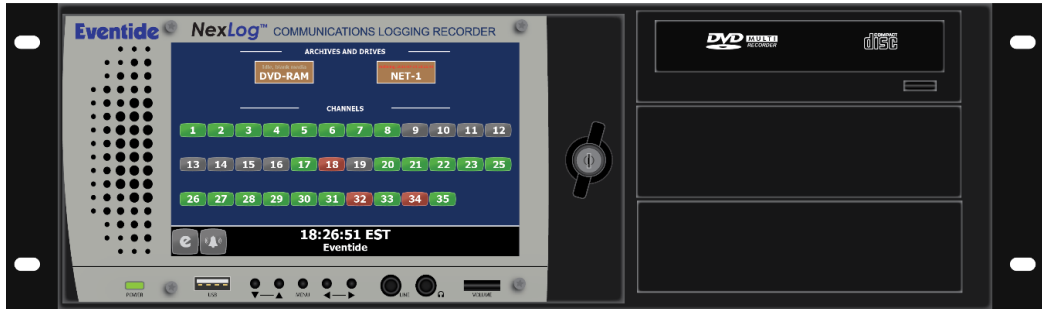 Eventide NexLog™ COMMUNICATIONS LOGGING RECORDER
ARCHIVES AND DRIVES
DVD-RAM NET-1
CHANNELS
1 2 3 4 5 6 7 8 9 10 11 12
13 14 15 16 17 18 19 20 21 22 23 25
26 27 28 29 30 31 32 33 34 35
18:26:51 EST
e Eventide
POWER USB MENU LINE VOLUME
DVD MULTI RECORDER
COMPACT disc